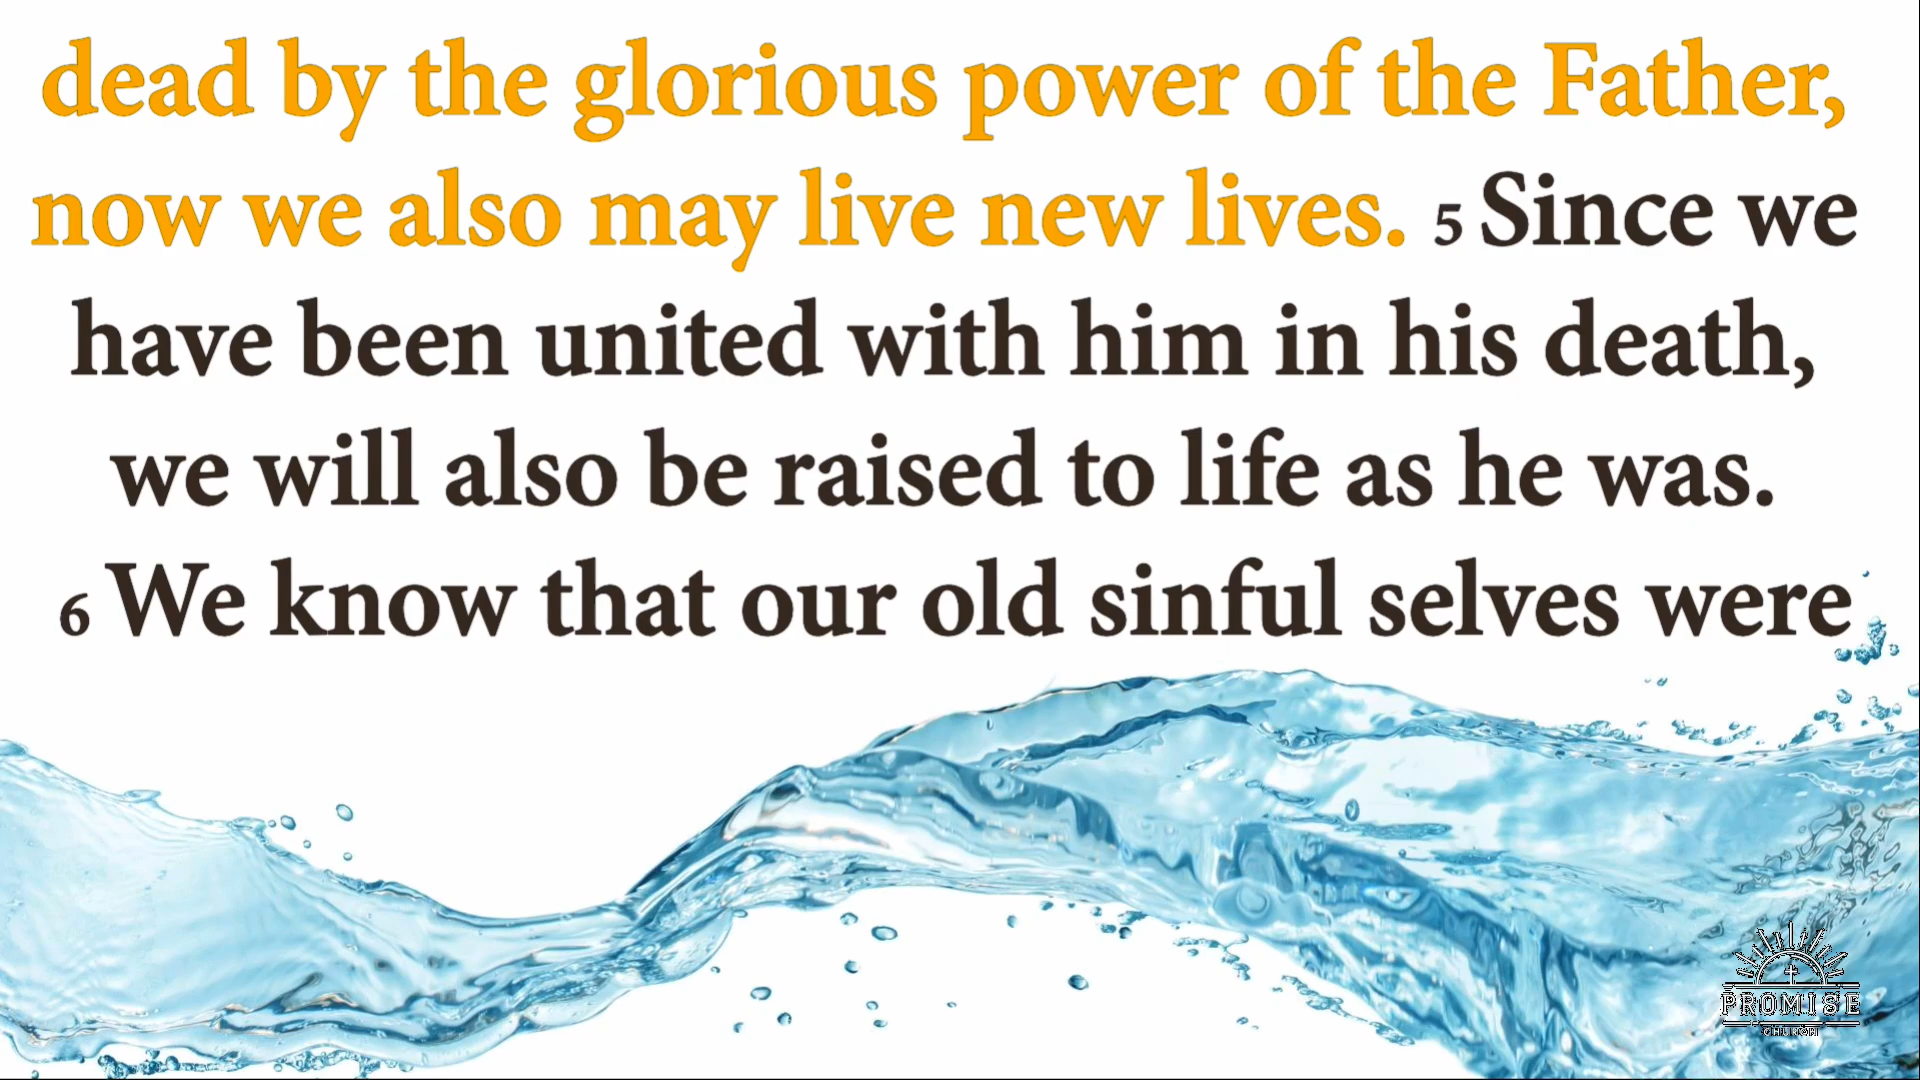 dead by the glorious power of the Father,
now we also may live new lives. 5 Since we
have been united with him in his death,
we will also be raised to life as he was.
6 We know that our old sinful selves were
PROMISE
CHURCH